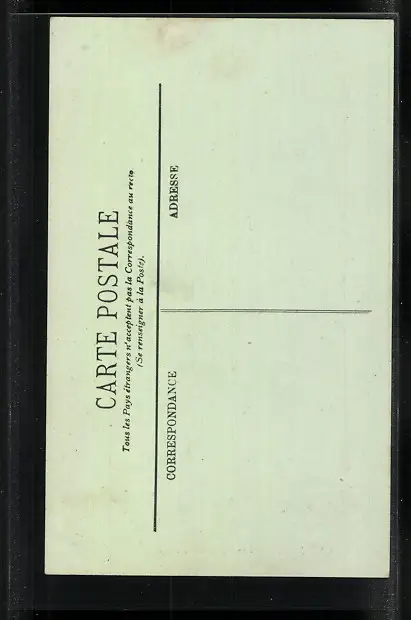 CARTE POSTALE
Tous les Pays étrangers n'acceptent pas la Correspondance au recto
(Se renseigner à la Poste).
CORRESPONDANCE
ADRESSE